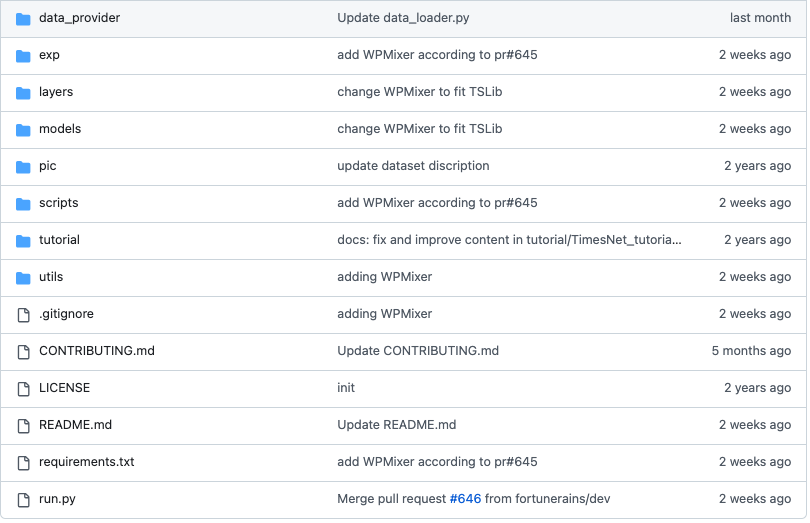 data_provider Update data_loader.py last month
exp add WPMixer according to pr#645 2 weeks ago
layers change WPMixer to fit TSLib 2 weeks ago
models change WPMixer to fit TSLib 2 weeks ago
pic update dataset discription 2 years ago
scripts add WPMixer according to pr#645 2 weeks ago
tutorial docs: fix and improve content in tutorial/TimesNet_tutoria... 2 years ago
utils adding WPMixer 2 weeks ago
.gitignore adding WPMixer 2 weeks ago
CONTRIBUTING.md Update CONTRIBUTING.md 5 months ago
LICENSE init 2 years ago
README.md Update README.md 2 weeks ago
requirements.txt add WPMixer according to pr#645 2 weeks ago
run.py Merge pull request #646 from fortunerains/dev 2 weeks ago